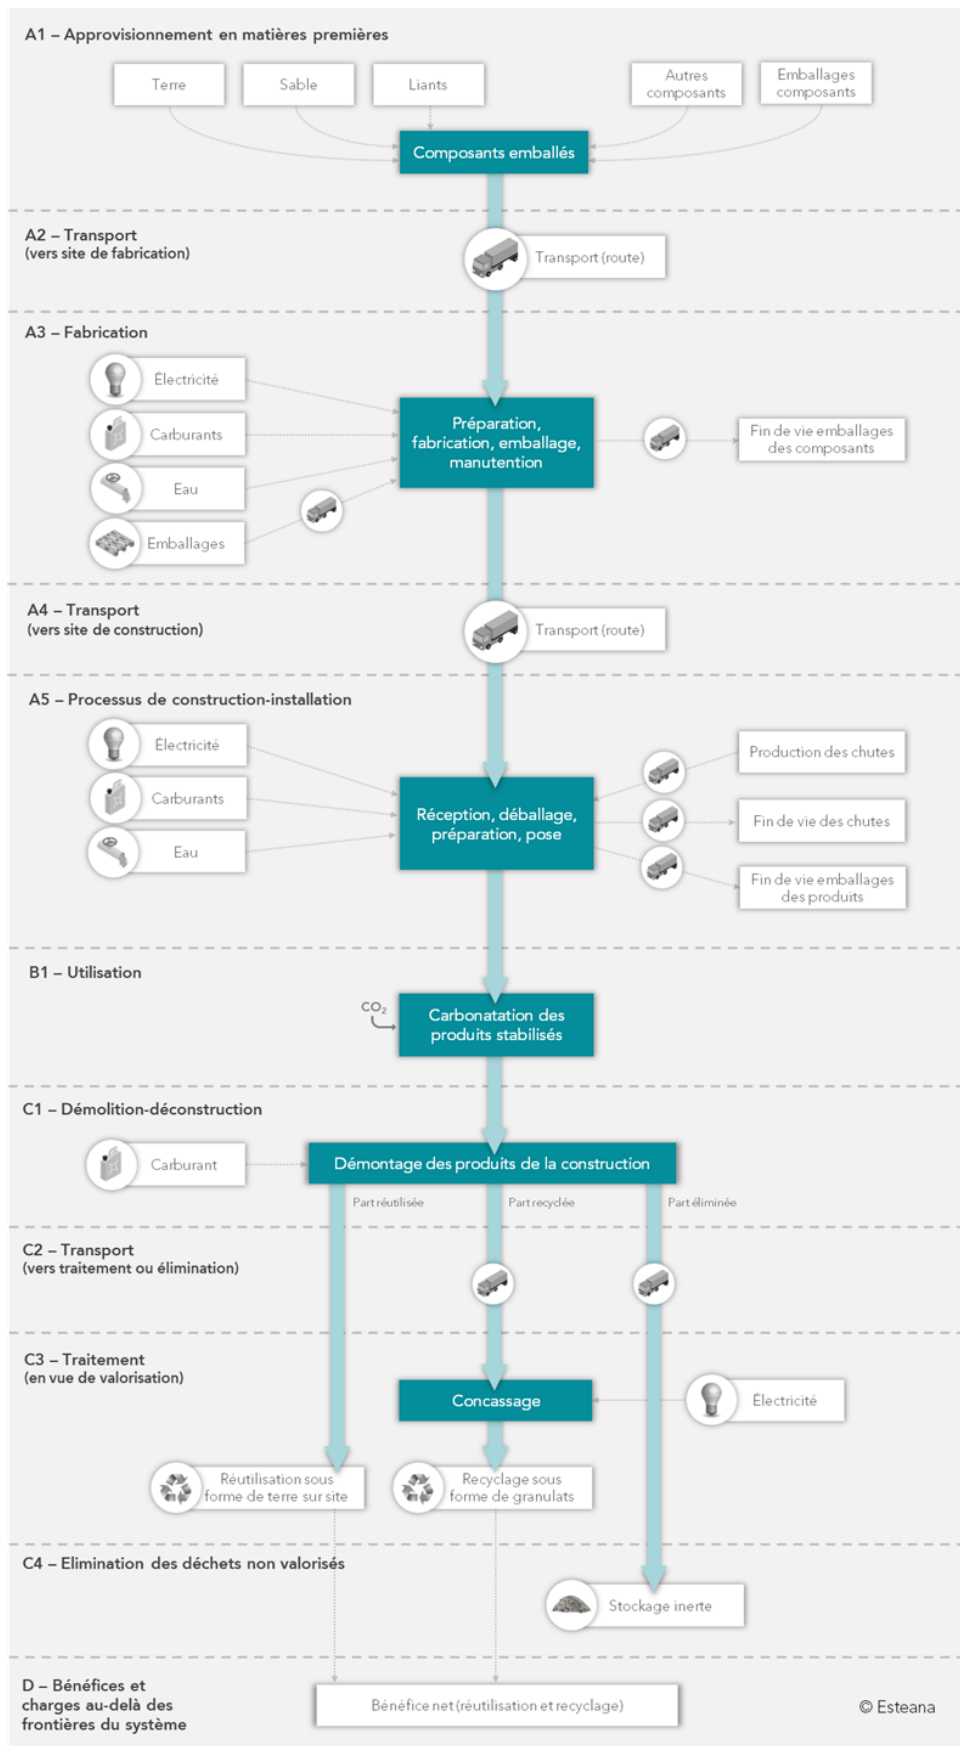 A1 – Approvisionnement en matières premières
Terre
Sable
Liants
Autres
composants
Emballages
composants
Composants emballés
A2 – Transport
(vers site de fabrication)
Transport (route)
A3 – Fabrication
Électricité
Carburants
Eau
Emballages
Préparation,
fabrication, emballage,
manutention
Fin de vie emballages
des composants
A4 – Transport
(vers site de construction)
Transport (route)
A5 – Processus de construction-installation
Électricité
Carburants
Eau
Réception, déballage,
préparation, pose
Production des chutes
Fin de vie des chutes
Fin de vie emballages
des produits
B1 – Utilisation
CO₂
Carbonatation des
produits stabilisés
C1 – Démolition-déconstruction
Carburant
Démontage des produits de la construction
Part réutilisée
Part recyclée
Part éliminée
C2 – Transport
(vers traitement ou élimination)
C3 – Traitement
(en vue de valorisation)
Concassage
Électricité
Réutilisation sous
forme de terre sur site
Recyclage sous
forme de granulats
C4 – Elimination des déchets non valorisés
Stockage inerte
D – Bénéfices et
charges au-delà des
frontières du système
Bénéfice net (réutilisation et recyclage)
© Esteana